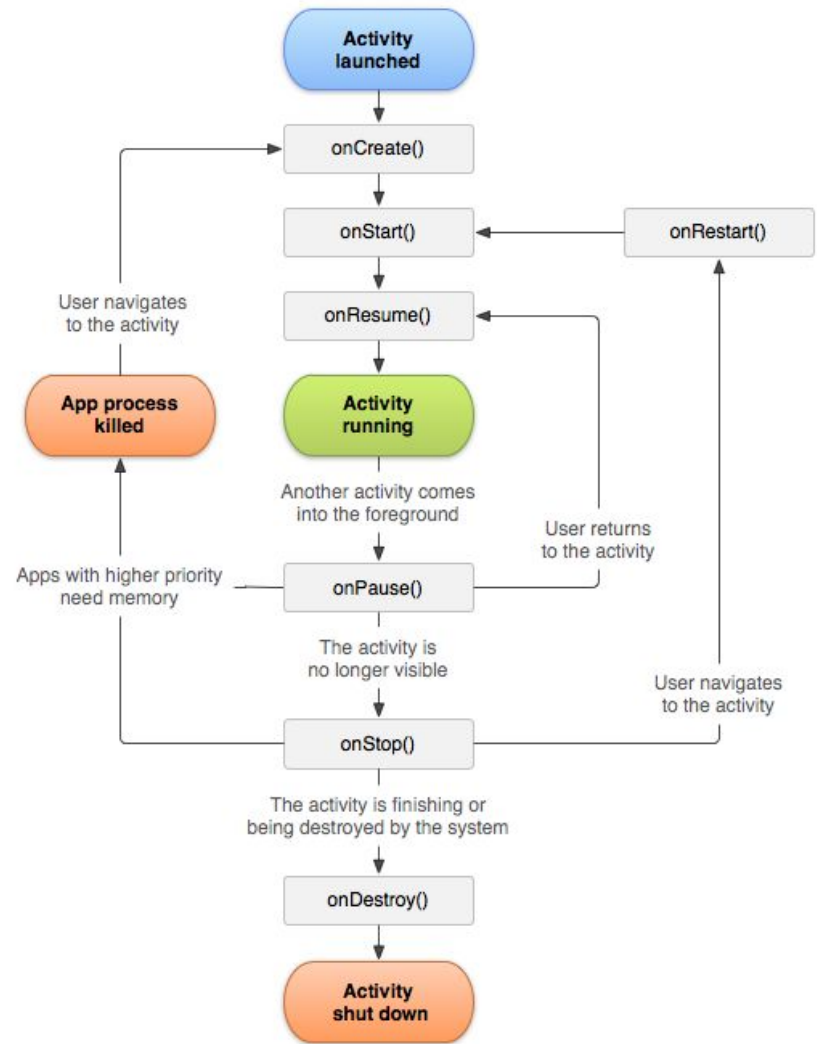 Activity
launched
onCreate()
onStart()
onRestart()
onResume()
User navigates
to the activity
App process
killed
Activity
running
Another activity comes
into the foreground
User returns
to the activity
Apps with higher priority
need memory
onPause()
The activity is
no longer visible
User navigates
to the activity
onStop()
The activity is finishing or
being destroyed by the system
onDestroy()
Activity
shut down